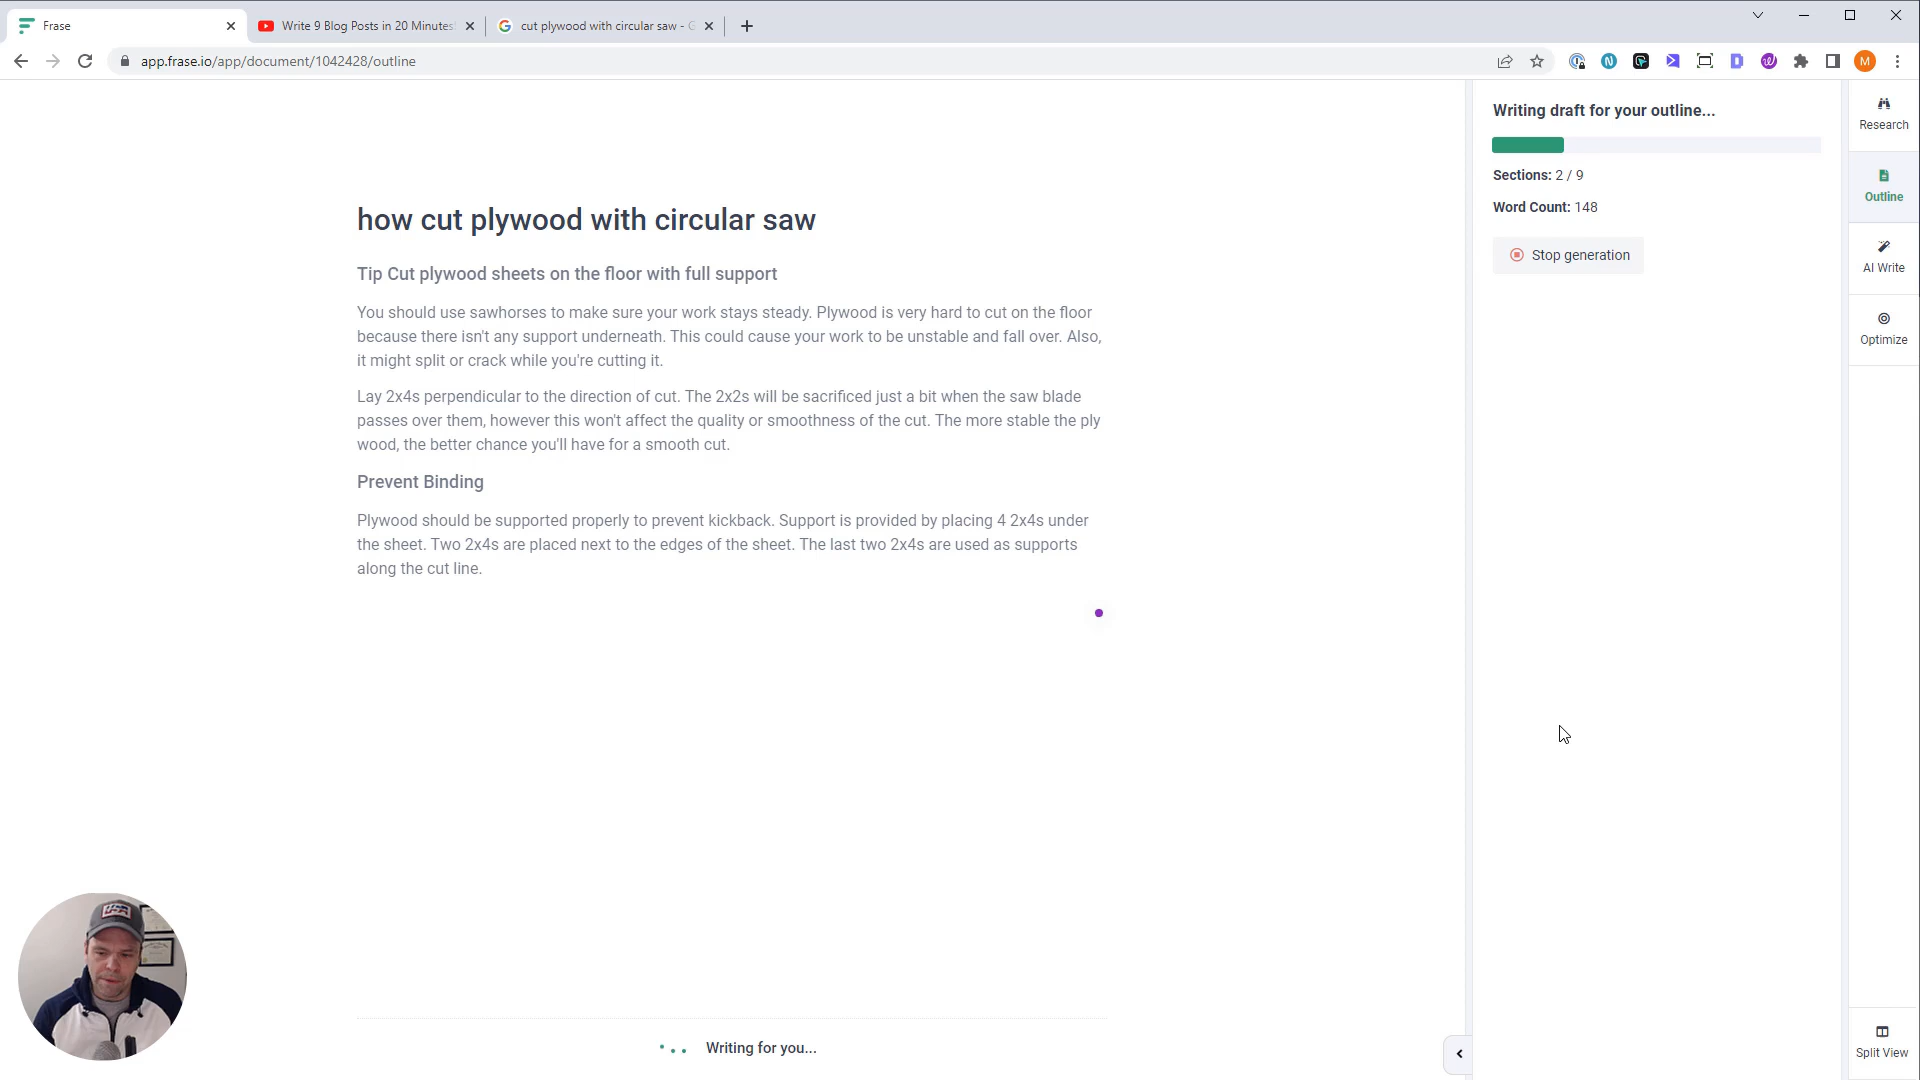 Frase
Write 9 Blog Posts in 20 Minutes
cut plywood with circular saw - G
app.frase.io/app/document/1042428/outline
M
how cut plywood with circular saw
Tip Cut plywood sheets on the floor with full support
You should use sawhorses to make sure your work stays steady. Plywood is very hard to cut on the floor
because there isn't any support underneath. This could cause your work to be unstable and fall over. Also,
it might split or crack while you're cutting it.
Lay 2x4s perpendicular to the direction of cut. The 2x2s will be sacrificed just a bit when the saw blade
passes over them, however this won't affect the quality or smoothness of the cut. The more stable the ply
wood, the better chance you'll have for a smooth cut.
Prevent Binding
Plywood should be supported properly to prevent kickback. Support is provided by placing 4 2x4s under
the sheet. Two 2x4s are placed next to the edges of the sheet. The last two 2x4s are used as supports
along the cut line.
Writing for you...
Writing draft for your outline...
Sections: 2 / 9
Word Count: 148
Stop generation
Research
Outline
AI Write
Optimize
Split View